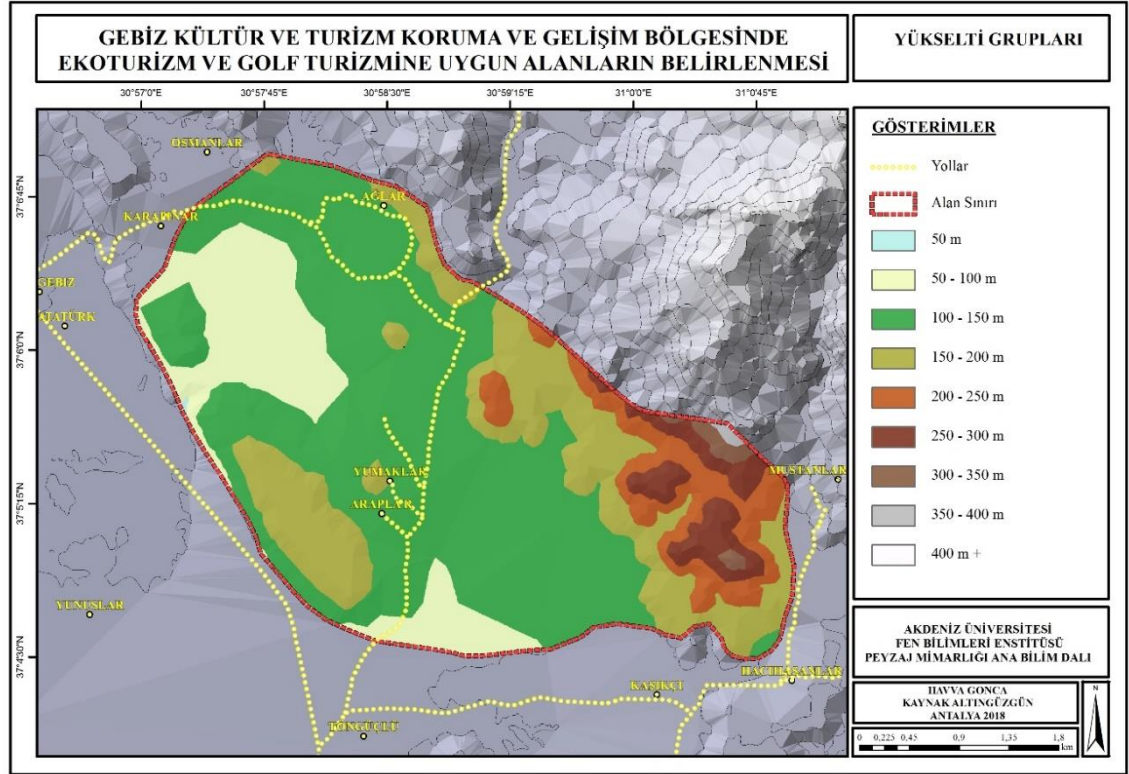 GEBİZ KÜLTÜR VE TURİZM KORUMA VE GELİŞİM BÖLGESİNDE
EKOTURİZM VE GOLF TURİZMİNE UYGUN ALANLARIN BELİRLENMESİ
YÜKSELTİ GRUPLARI
30°57'0"E 30°57'45"E 30°58'30"E 30°59'15"E 31°0'0"E 31°0'45"E
37°6'45"N
37°6'0"N
37°5'15"N
37°4'30"N
OSMANLAR
AĞLAR
KARAPINAR
GEBIZ
ATATÜRK
YUMAKLAR
MUSTANLAR
ARAPLAR
YUNUSLAR
HACIHASANLAR
KAŞIKÇI
TONGUÇLU
GÖSTERİMLER
Yollar
Alan Sınırı
50 m
50 - 100 m
100 - 150 m
150 - 200 m
200 - 250 m
250 - 300 m
300 - 350 m
350 - 400 m
400 m +
AKDENİZ ÜNİVERSİTESİ
FEN BİLİMLERİ ENSTİTÜSÜ
PEYZAJ MİMARLIĞI ANA BİLİM DALI
HAVVA GONCA
KAYNAK ALTINGÜZGÜN
ANTALYA 2018
N
0 0,225 0,45 0,9 1,35 1,8
km